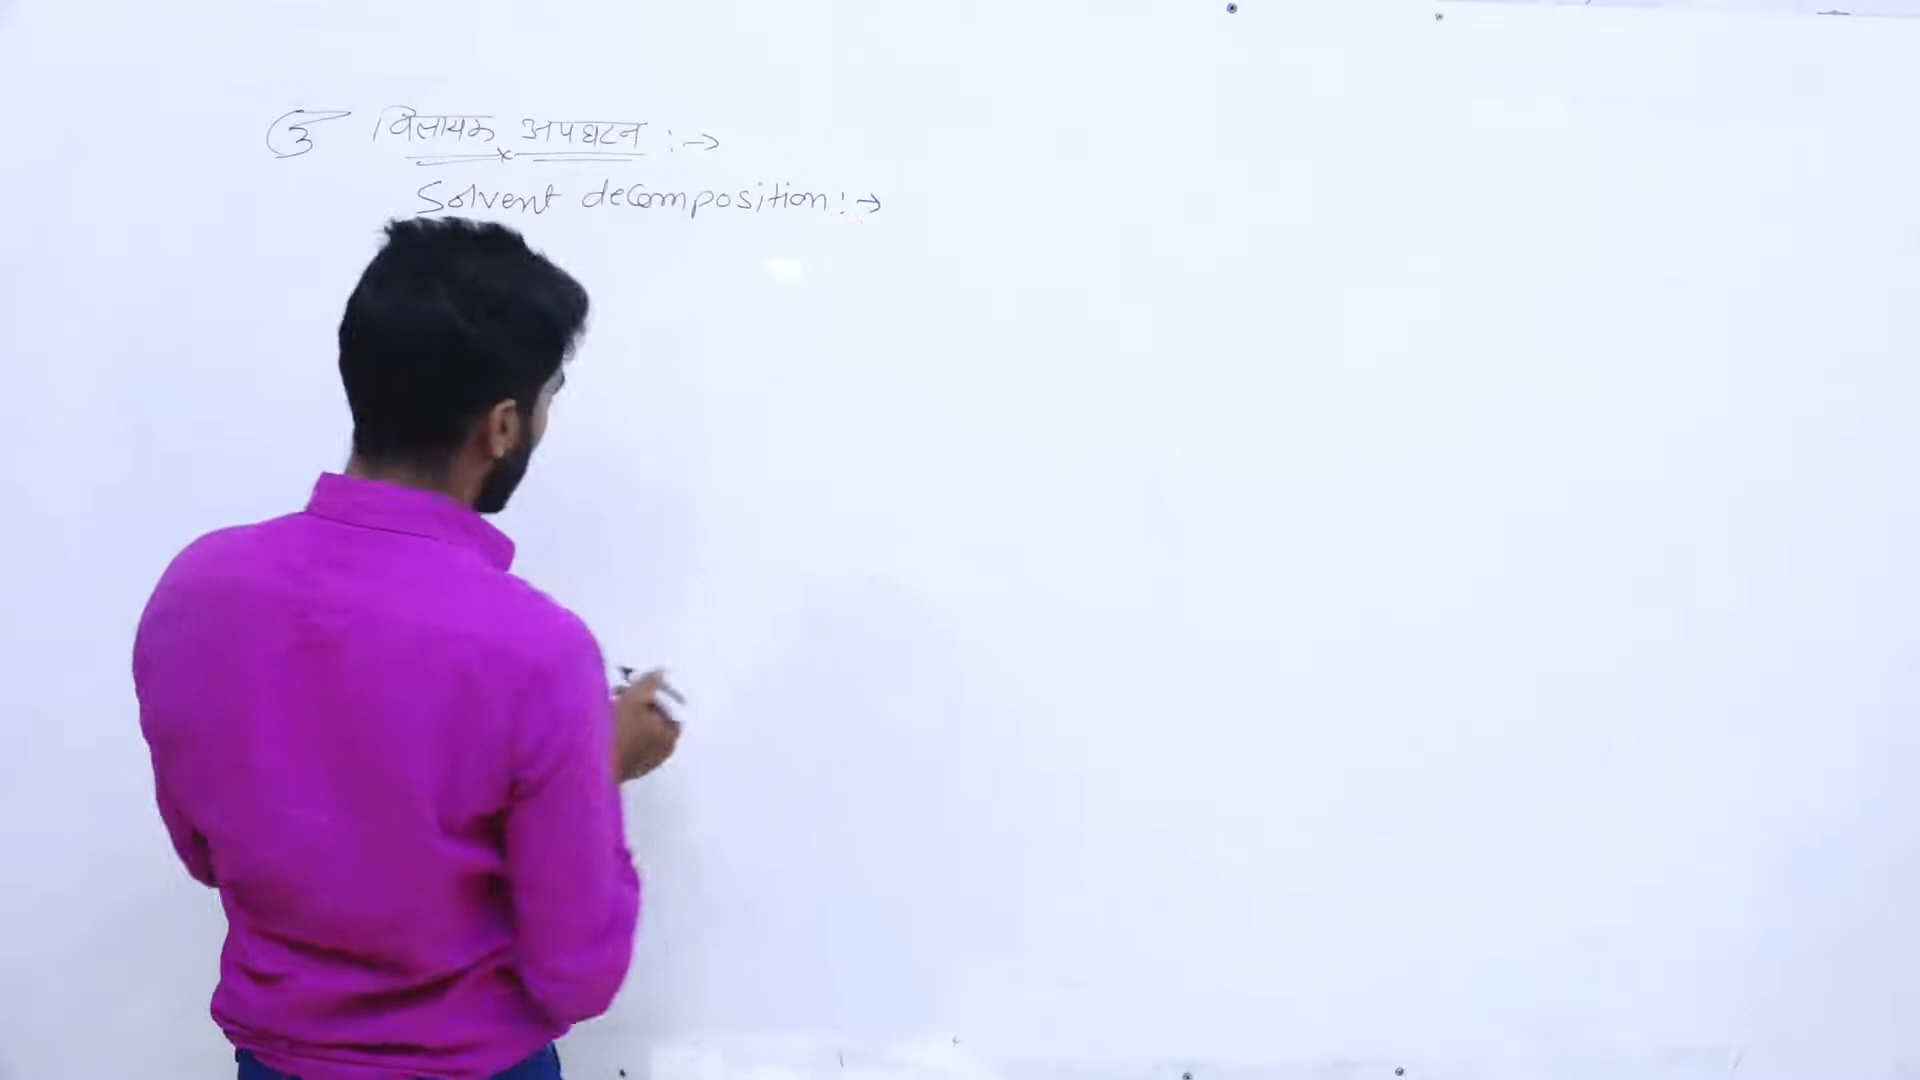 3 विलायक अपघटन :→
Solvent decomposition :→